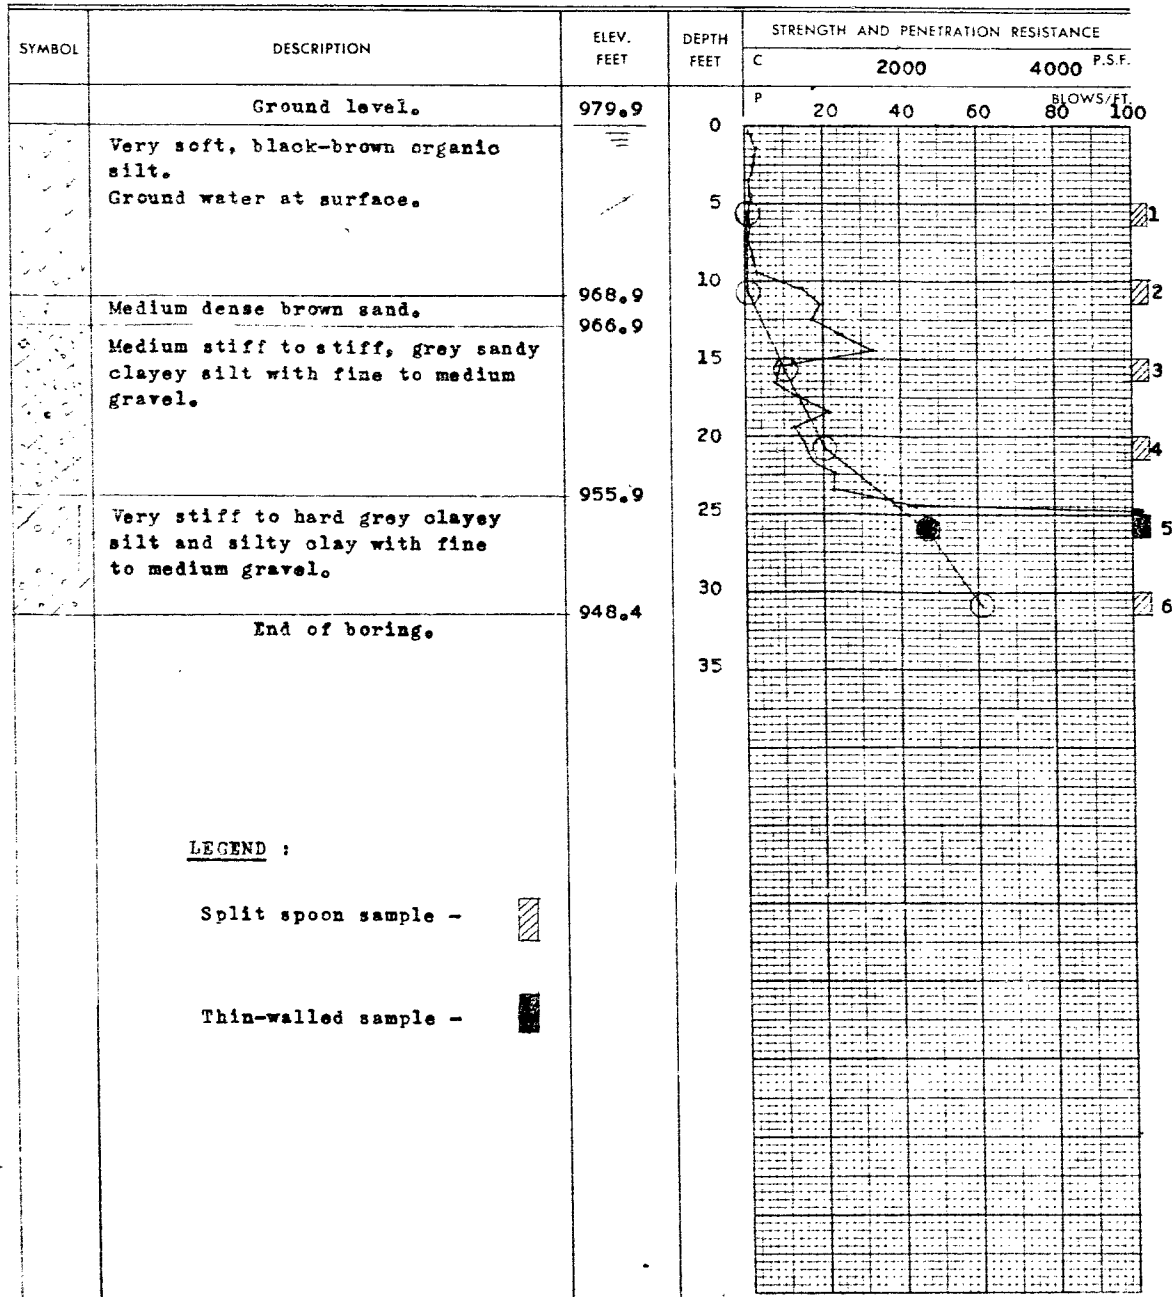 SYMBOL
DESCRIPTION
ELEV.
FEET
DEPTH
FEET
STRENGTH AND PENETRATION RESISTANCE
C 2000 4000 P.S.F.
P BLOWS/FT.
20 40 60 80 100
Ground level. 979.9
0
Very soft, black-brown organic
silt.
Ground water at surface.
5
1
10
2
968.9
Medium dense brown sand.
966.9
Medium stiff to stiff, grey sandy
clayey silt with fine to medium
gravel.
15
3
20
4
955.9
Very stiff to hard grey clayey
silt and silty clay with fine
to medium gravel.
25
5
30
6
948.4
End of boring.
35
LEGEND :
Split spoon sample -
Thin-walled sample -